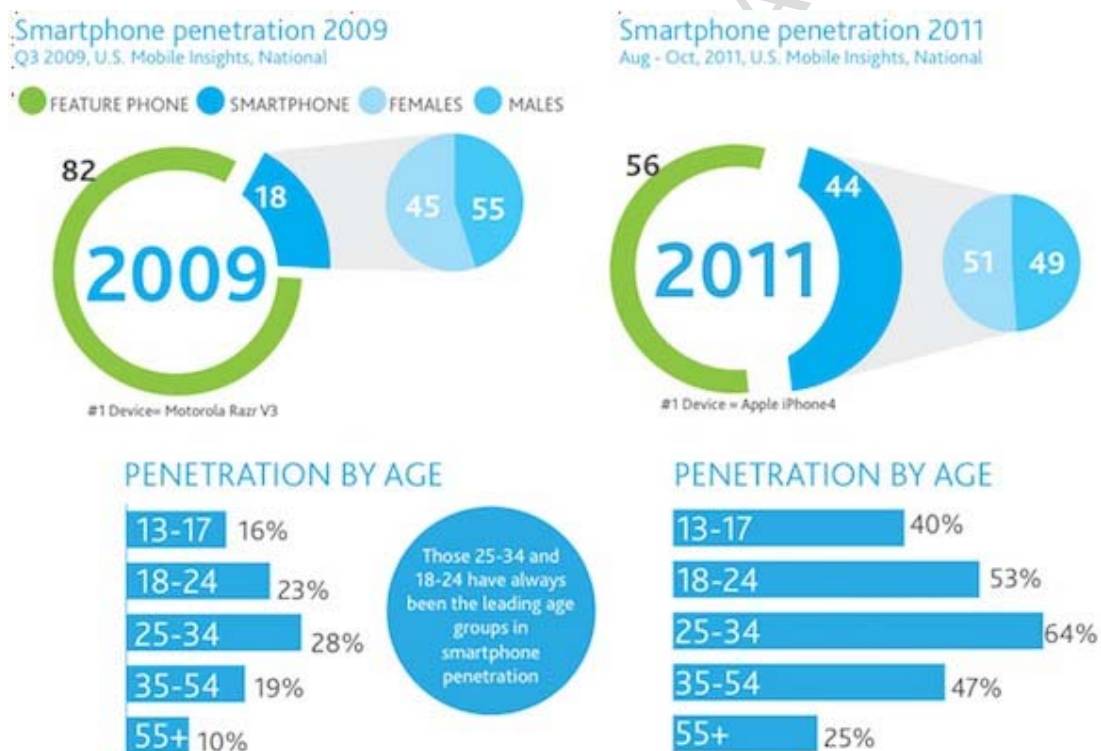 Smartphone penetration 2009
Q3 2009, U.S. Mobile Insights, National
FEATURE PHONE SMARTPHONE FEMALES MALES
82
18
45 55
2009
#1 Device= Motorola Razr V3
Smartphone penetration 2011
Aug - Oct, 2011, U.S. Mobile Insights, National
56
44
51 49
2011
#1 Device = Apple iPhone4
PENETRATION BY AGE
13-17 16%
18-24 23%
25-34 28%
35-54 19%
55+ 10%
Those 25-34 and
18-24 have always
been the leading age
groups in
smartphone
penetration
PENETRATION BY AGE
13-17 40%
18-24 53%
25-34 64%
35-54 47%
55+ 25%